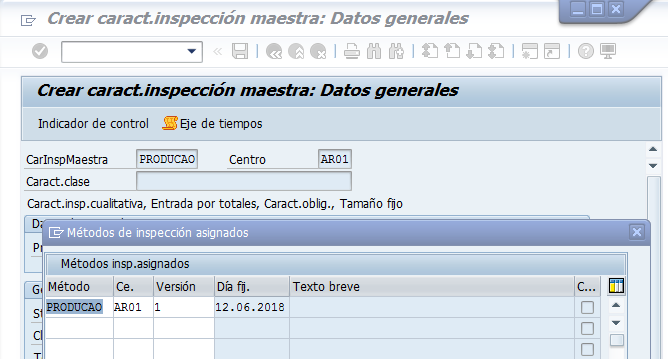 Crear caract.inspección maestra: Datos generales
Crear caract.inspección maestra: Datos generales
Indicador de control Eje de tiempos
CarInspMaestra PRODUCAO Centro AR01
Caract.clase
Caract.insp.cualitativa, Entrada por totales, Caract.oblig., Tamaño fijo
Métodos de inspección asignados
Métodos insp.asignados
Método Ce. Versión Día fij. Texto breve C...
PRODUCAO AR01 1 12.06.2018